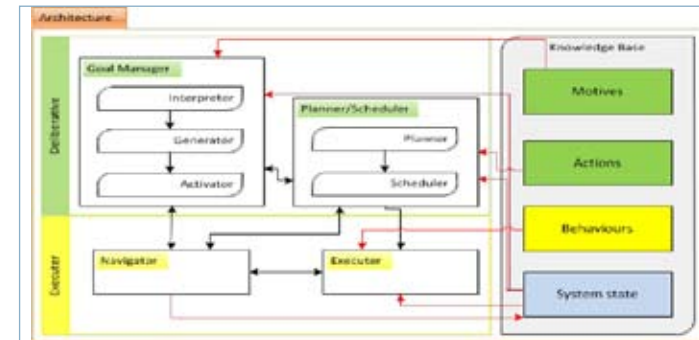 Architecture
Knowledge Base
Goal Manager
Interpreter
Generator
Activator
Planner/Scheduler
Planner
Scheduler
Motives
Actions
Behaviours
System state
Deliberative
Navigator
Executer
Executer